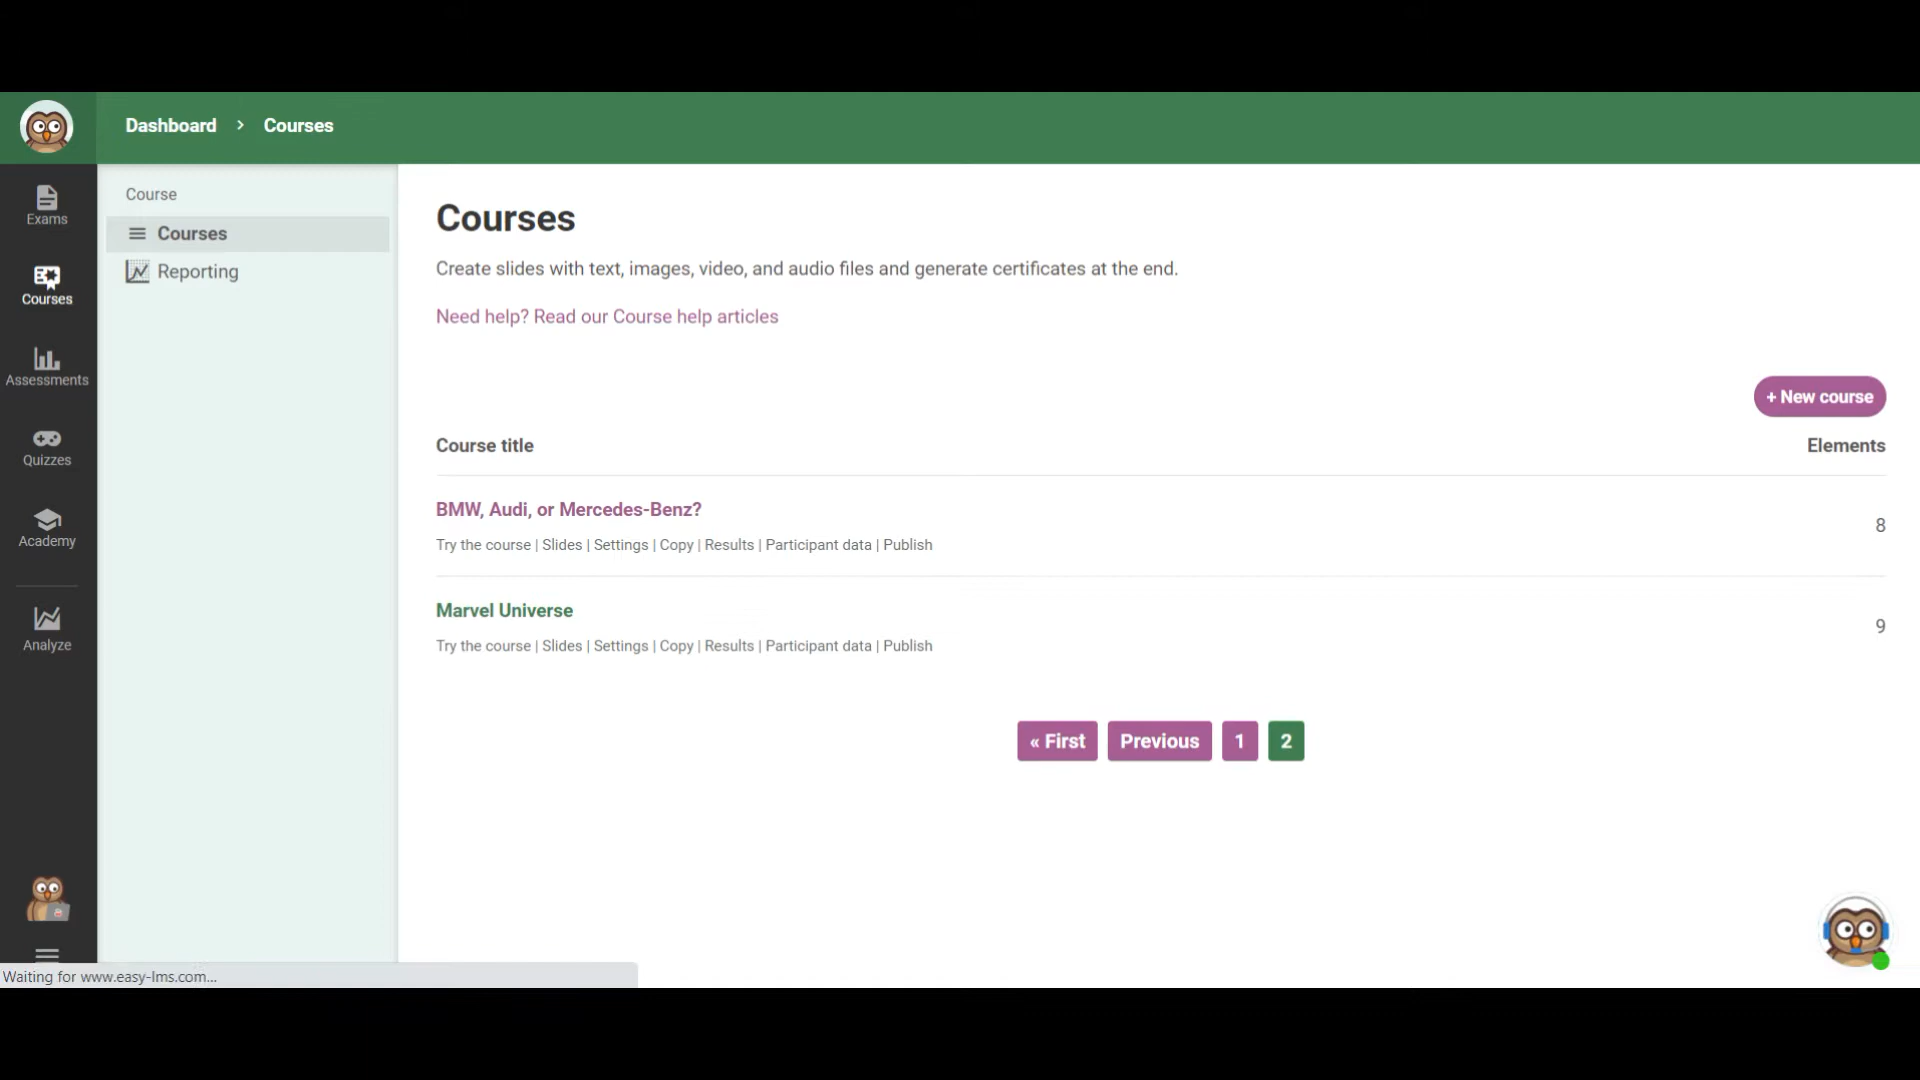 Dashboard > Courses
Exams
Courses
Assessments
Quizzes
Academy
Analyze
Course
Courses
Reporting
Courses
Create slides with text, images, video, and audio files and generate certificates at the end.
Need help? Read our Course help articles
+ New course
Course title Elements
BMW, Audi, or Mercedes-Benz?
Try the course | Slides | Settings | Copy | Results | Participant data | Publish
8
Marvel Universe
Try the course | Slides | Settings | Copy | Results | Participant data | Publish
9
« First Previous 1 2
Waiting for www.easy-lms.com...